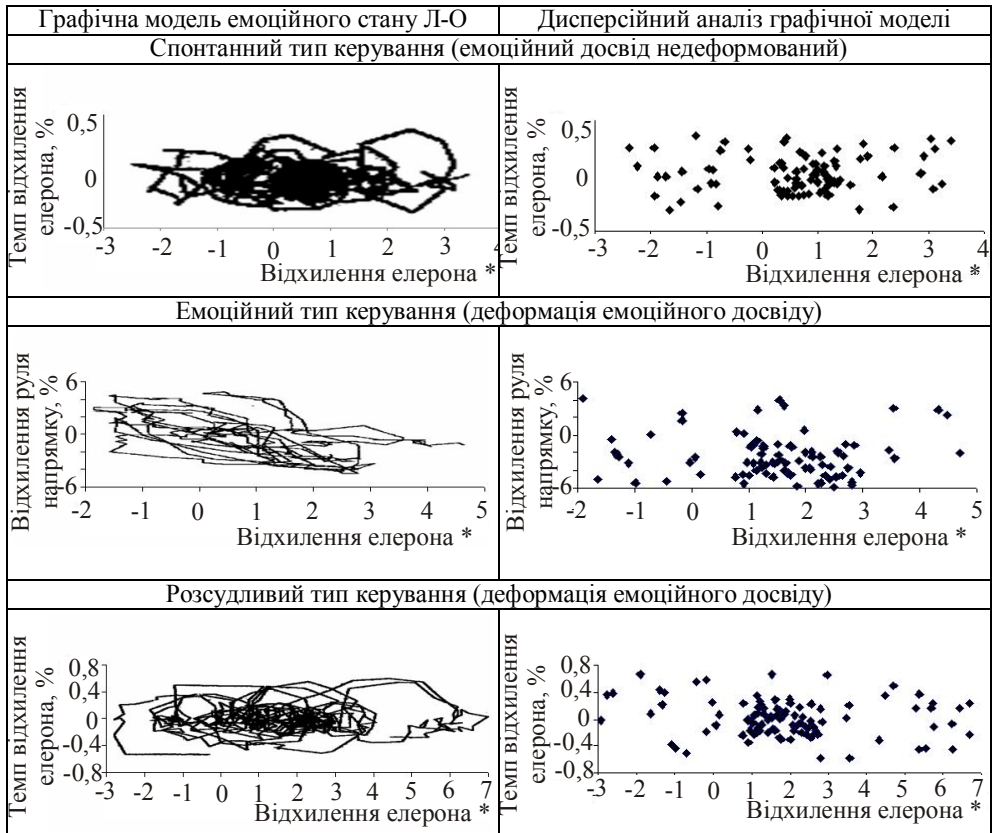 Графічна модель емоційного стану Л-О
Дисперсійний аналіз графічної моделі
Спонтанний тип керування (емоційний досвід недеформований)
Темп відхилення
елерона, %
0,5
0
-0,5
-3 -2 -1 0 1 2 3 4
Відхилення елерона *
Темп відхилення
елерона, %
0,5
0
-0,5
-3 -2 -1 0 1 2 3 4
Відхилення елерона *
Емоційний тип керування (деформація емоційного досвіду)
Відхилення руля
напрямку, %
6
0
-6
-2 -1 0 1 2 3 4 5
Відхилення елерона *
Відхилення руля
напрямку, %
6
0
-6
-2 -1 0 1 2 3 4 5
Відхилення елерона *
Розсудливий тип керування (деформація емоційного досвіду)
Темп відхилення
елерона, %
0,8
0,4
0
-0,4
-0,8
-3 -2 -1 0 1 2 3 4 5 6 7
Відхилення елерона *
Темп відхилення
елерона, %
0,8
0,4
0
-0,4
-0,8
-3 -2 -1 0 1 2 3 4 5 6 7
Відхилення елерона *